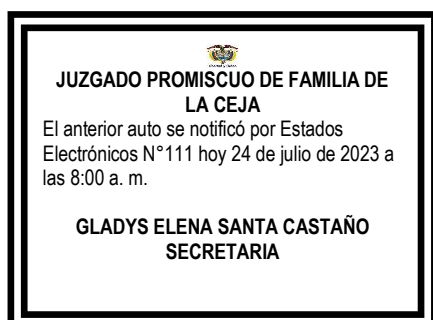 JUZGADO PROMISCUO DE FAMILIA DE
LA CEJA
El anterior auto se notificó por Estados
Electrónicos N°111 hoy 24 de julio de 2023 a
las 8:00 a. m.
GLADYS ELENA SANTA CASTAÑO
SECRETARIA